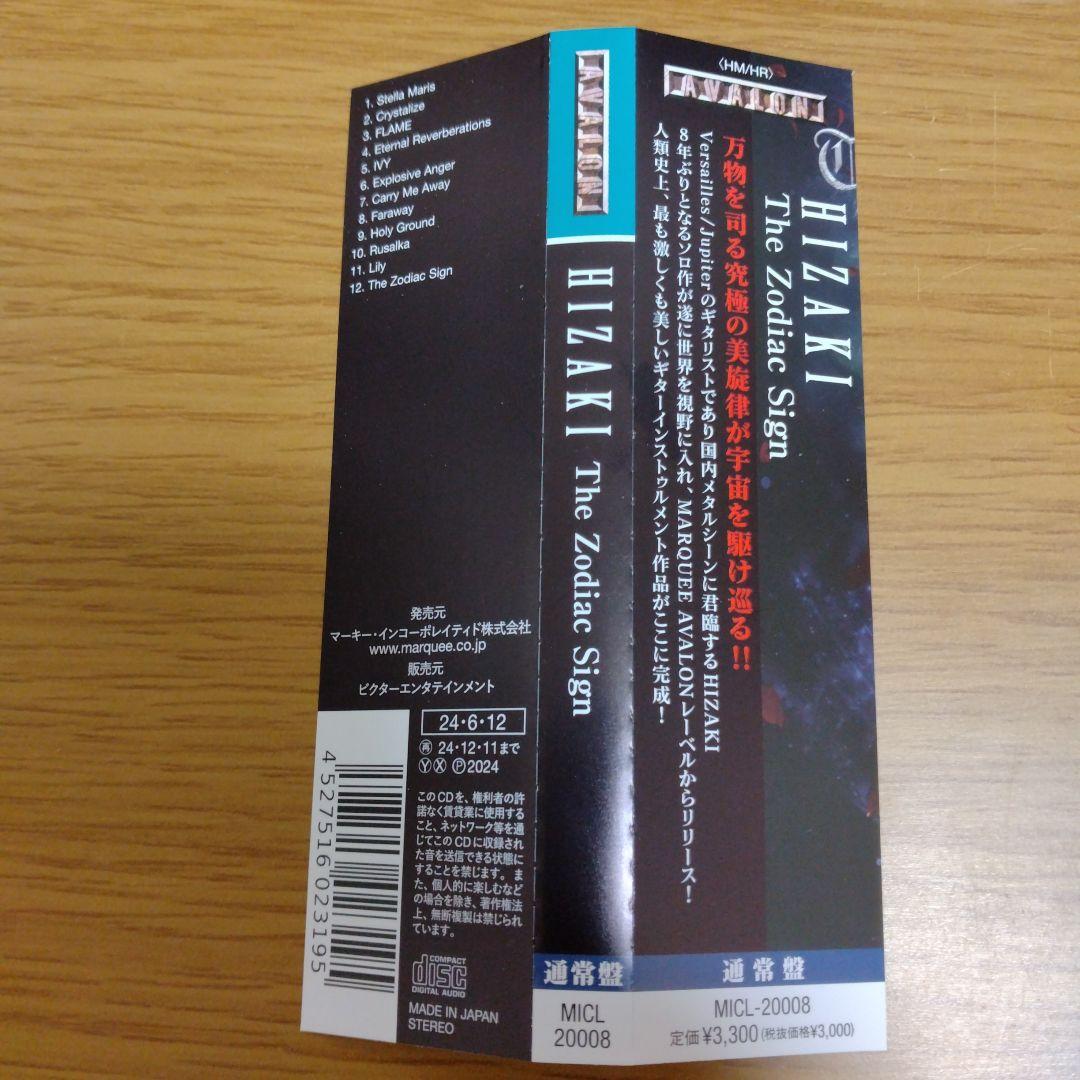 1. Stella Maris
2. Crystalize
3. FLAME
4. Eternal Reverberations
5. IVY
6. Explosive Anger
7. Carry Me Away
8. Faraway
9. Holy Ground
10. Rusalka
11. Lily
12. The Zodiac Sign
発売元
マーキー・インコーポレイティド株式会社
www.marquee.co.jp
販売元
ビクターエンタテインメント
24・6・12
再 24・12・11まで
Ⓨ Ⓧ Ⓟ2024
このCDを、権利者の許
諾なく賃貸業に使用する
こと、ネットワーク等を通
じてこのCDに収録され
た音を送信できる状態に
することを禁じます。ま
た、個人的に楽しむなど
の場合を除き、著作権法
上、無断複製は禁じられ
ています。
COMPACT
disc
DIGITAL AUDIO
MADE IN JAPAN
STEREO
4527516023195
AVALON
HIZAKI The Zodiac Sign
通常盤
MICL
20008
〈HM/HR〉
AVALON
HIZAKI
The Zodiac Sign
万物を司る究極の美旋律が宇宙を駆け巡る!!
Versailles/Jupiterのギタリストであり国内メタルシーンに君臨するHIZAKI
8年ぶりとなるソロ作が遂に世界を視野に入れ、MARQUEE AVALONレーベルからリリース!
人類史上、最も激しくも美しいギターインストゥルメント作品がここに完成!
通常盤
MICL-20008
定価¥3,300(税抜価格¥3,000)